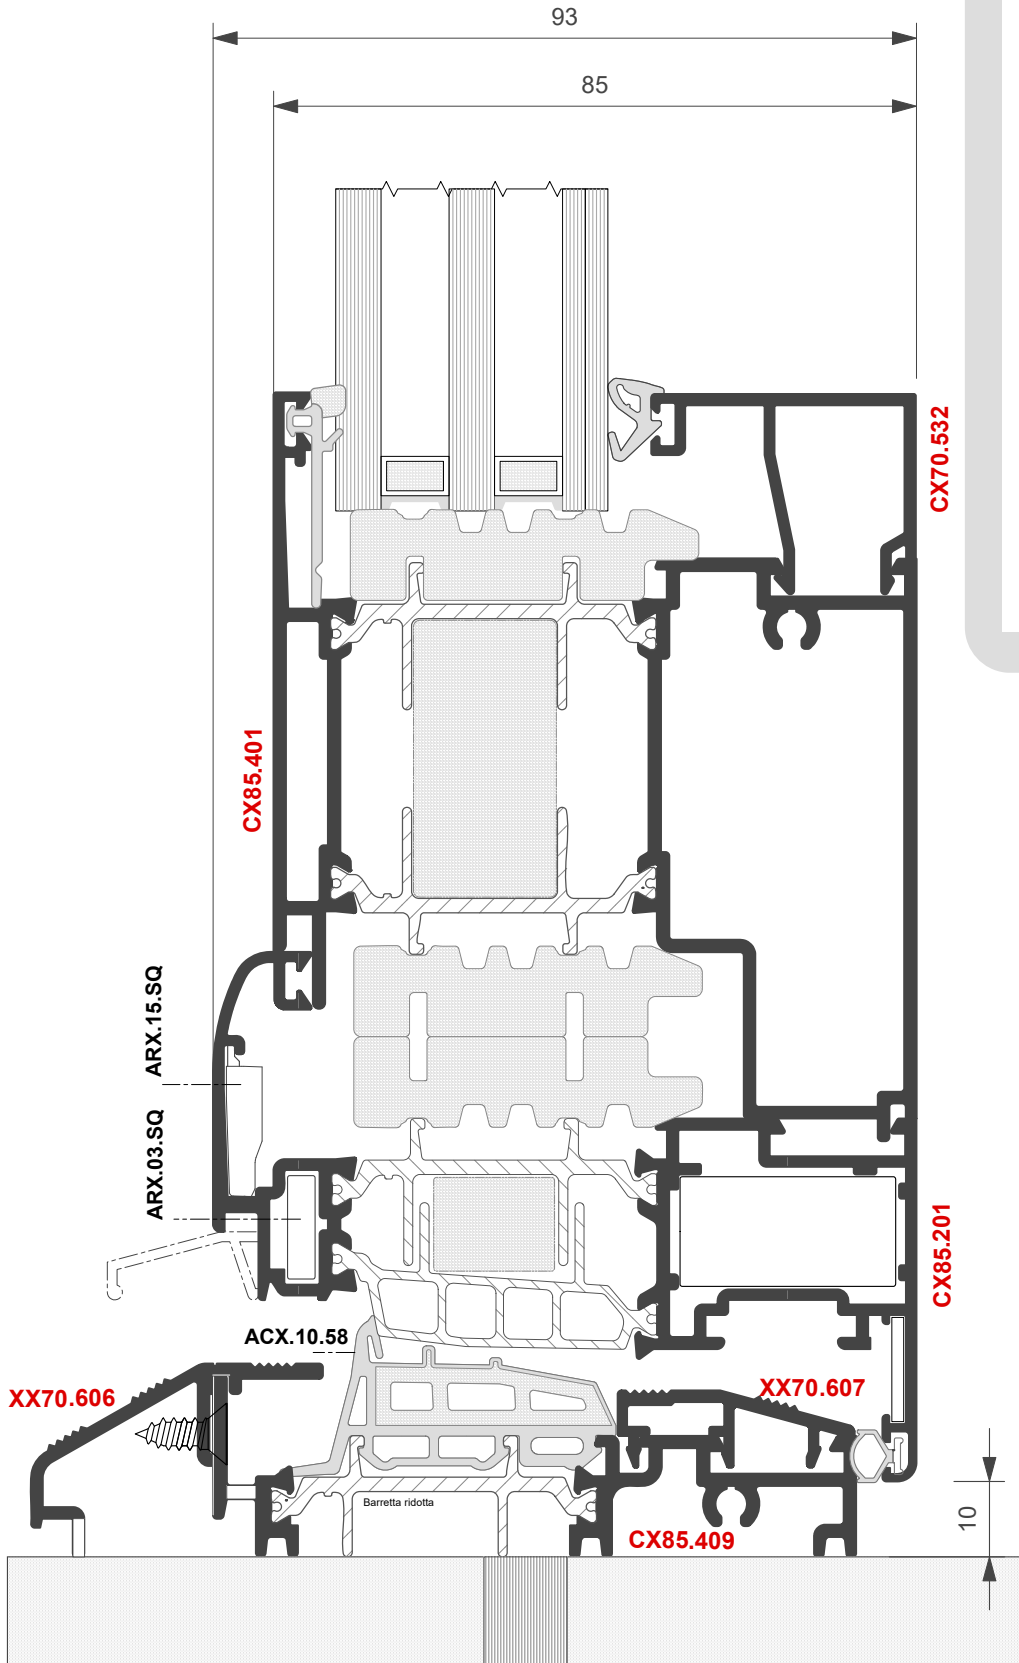 93
85
CX70.532
CX85.401
ARX.15.SQ
ARX.03.SQ
CX85.201
ACX.10.58
XX70.606
XX70.607
Barretta ridotta
10
CX85.409